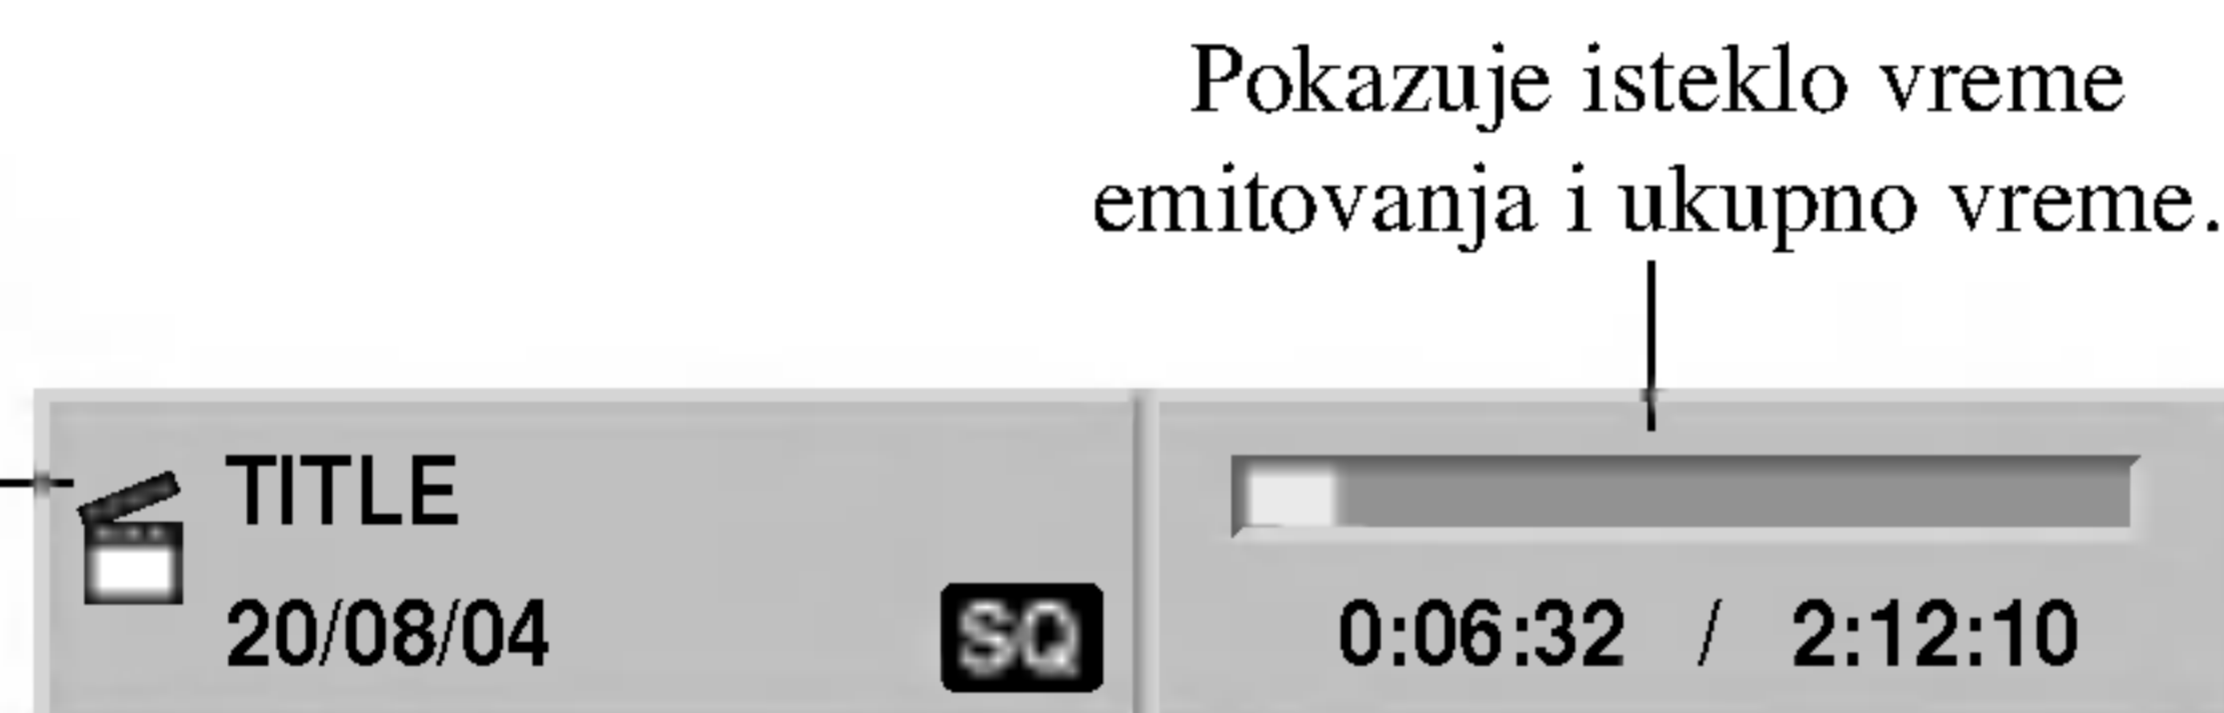 Pokazuje isteklo vreme
emitovanja i ukupno vreme.
TITLE
20/08/04 SQ
0:06:32 / 2:12:10